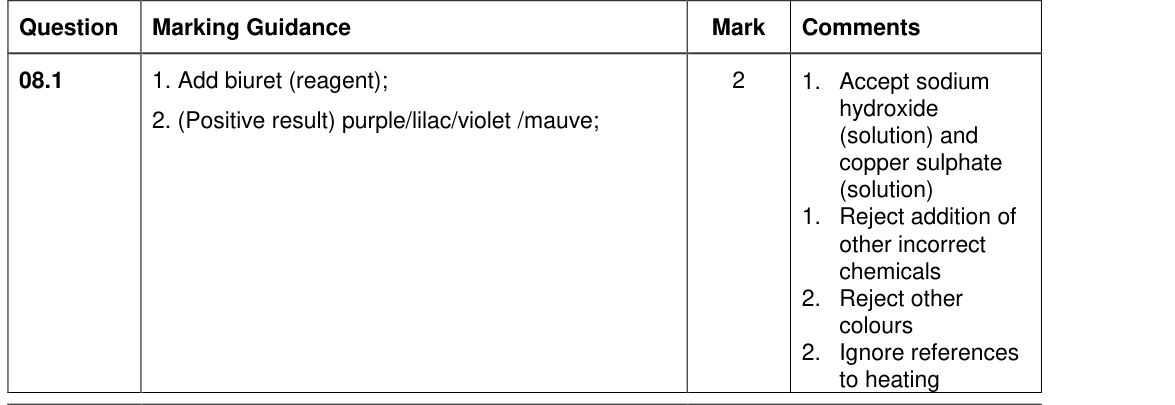 Question Marking Guidance Mark Comments
08.1 1. Add biuret (reagent); 2 1. Accept sodium
hydroxide
2. (Positive result) purple/lilac/violet /mauve;
(solution) and
copper sulphate
(solution)
1. Reject addition of
other incorrect
chemicals
2. Reject other
colours
2. Ignore references
to heating